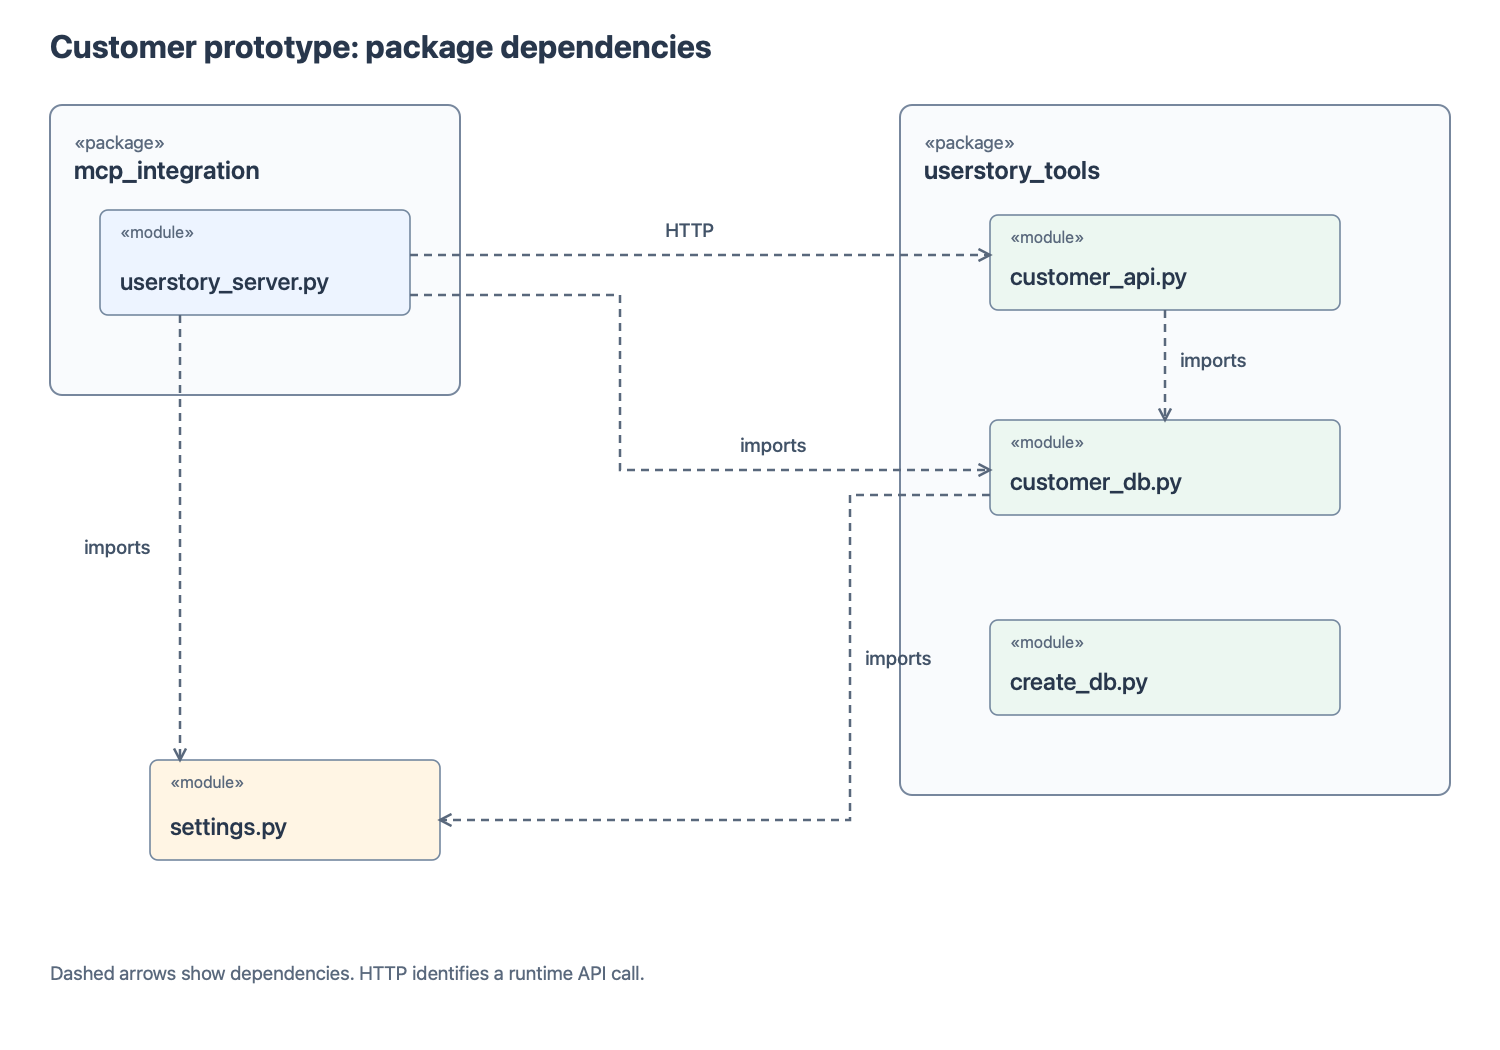 Customer prototype: package dependencies
«package»
mcp_integration
«module»
userstory_server.py
HTTP
imports
imports
«module»
settings.py
«package»
userstory_tools
«module»
customer_api.py
imports
«module»
customer_db.py
imports
«module»
create_db.py
Dashed arrows show dependencies. HTTP identifies a runtime API call.